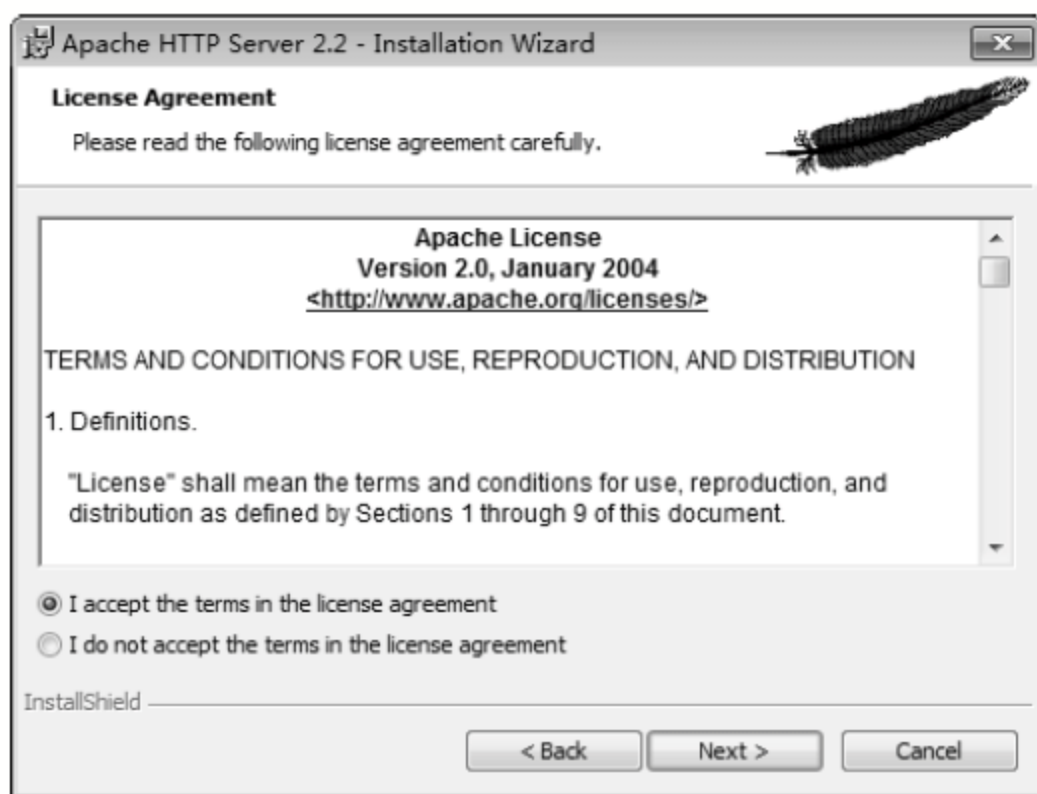 Apache HTTP Server 2.2 - Installation Wizard
License Agreement
Please read the following license agreement carefully.
Apache License
Version 2.0, January 2004
<http://www.apache.org/licenses/>
TERMS AND CONDITIONS FOR USE, REPRODUCTION, AND DISTRIBUTION
1. Definitions.
"License" shall mean the terms and conditions for use, reproduction, and
distribution as defined by Sections 1 through 9 of this document.
I accept the terms in the license agreement
I do not accept the terms in the license agreement
InstallShield
< Back Next > Cancel